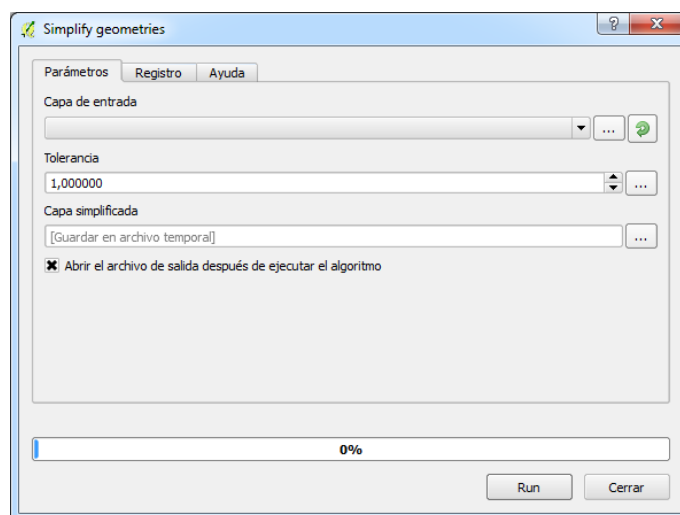 Simplify geometries
Parámetros Registro Ayuda
Capa de entrada
...
Tolerancia
1,000000
...
Capa simplificada
[Guardar en archivo temporal]
...
Abrir el archivo de salida después de ejecutar el algoritmo
0%
Run Cerrar